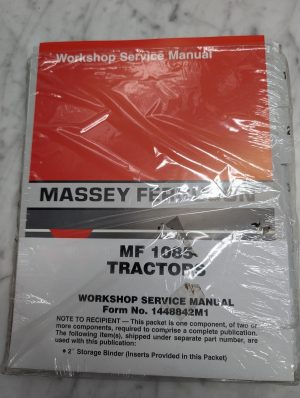 Workshop Service Manual
MASSEY FERGUSON
MF 1085
TRACTORS
WORKSHOP SERVICE MANUAL
Form No. 1448842M1
NOTE TO RECIPIENT — This packet is one component, of two or
more components, required to comprise a complete publication.
The following item(s), shipped under separate part number, are
used with this publication:
● 2" Storage Binder (Inserts Provided in this Packet)